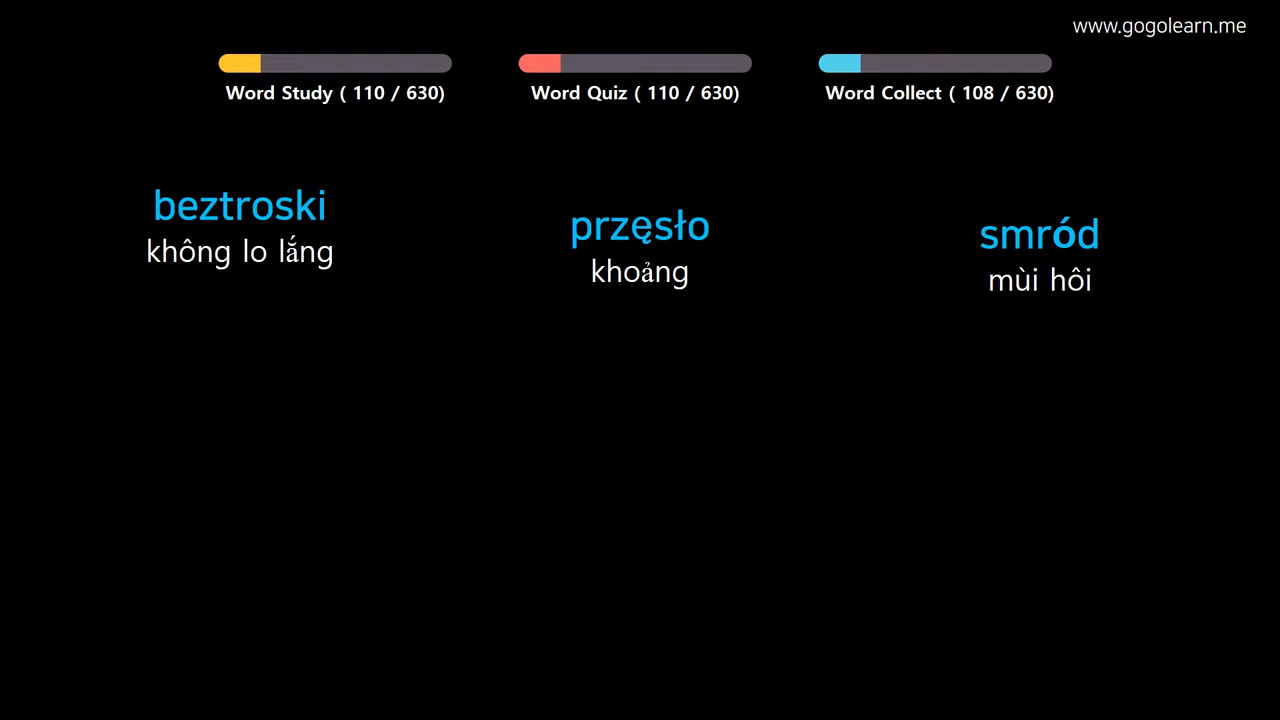 www.gogolearn.me
Word Study ( 110 / 630)
Word Quiz ( 110 / 630)
Word Collect ( 108 / 630)
beztroski
không lo lắng
przęsło
khoảng
smród
mùi hôi